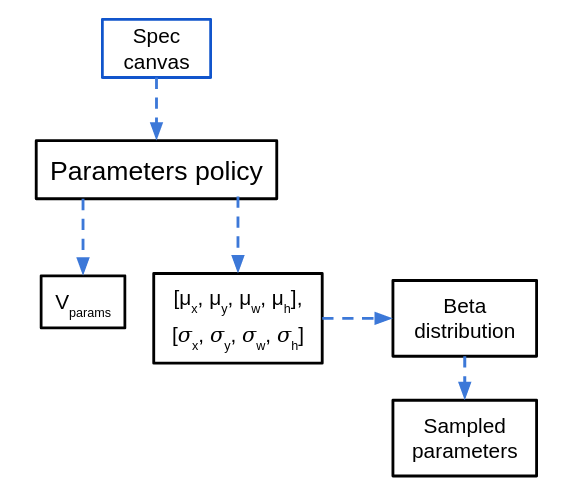 Spec
canvas
Parameters policy
V_params
[μ_x, μ_y, μ_w, μ_h],
[σ_x, σ_y, σ_w, σ_h]
Beta
distribution
Sampled
parameters